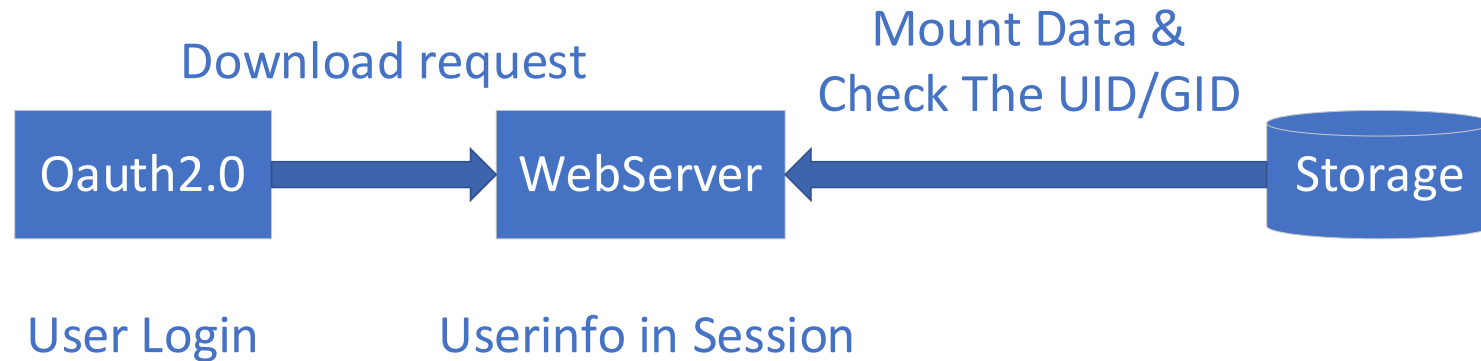 Download request
Mount Data &
Check The UID/GID
Oauth2.0
WebServer
Storage
User Login
Userinfo in Session